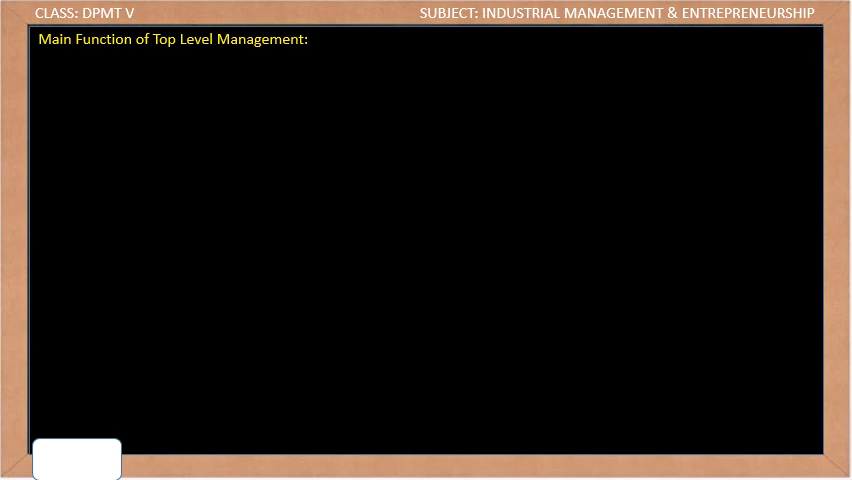 CLASS: DPMT V
SUBJECT: INDUSTRIAL MANAGEMENT & ENTREPRENEURSHIP
Main Function of Top Level Management: